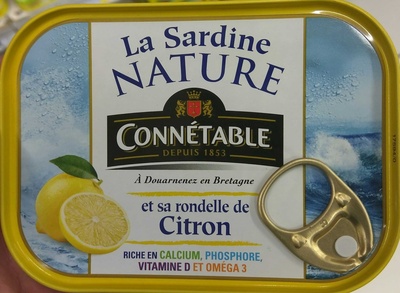 La Sardine
NATURE
CONNÉTABLE
DEPUIS 1853
À Douarnenez en Bretagne
et sa rondelle de
Citron
RICHE EN CALCIUM, PHOSPHORE,
VITAMINE D ET OMÉGA 3